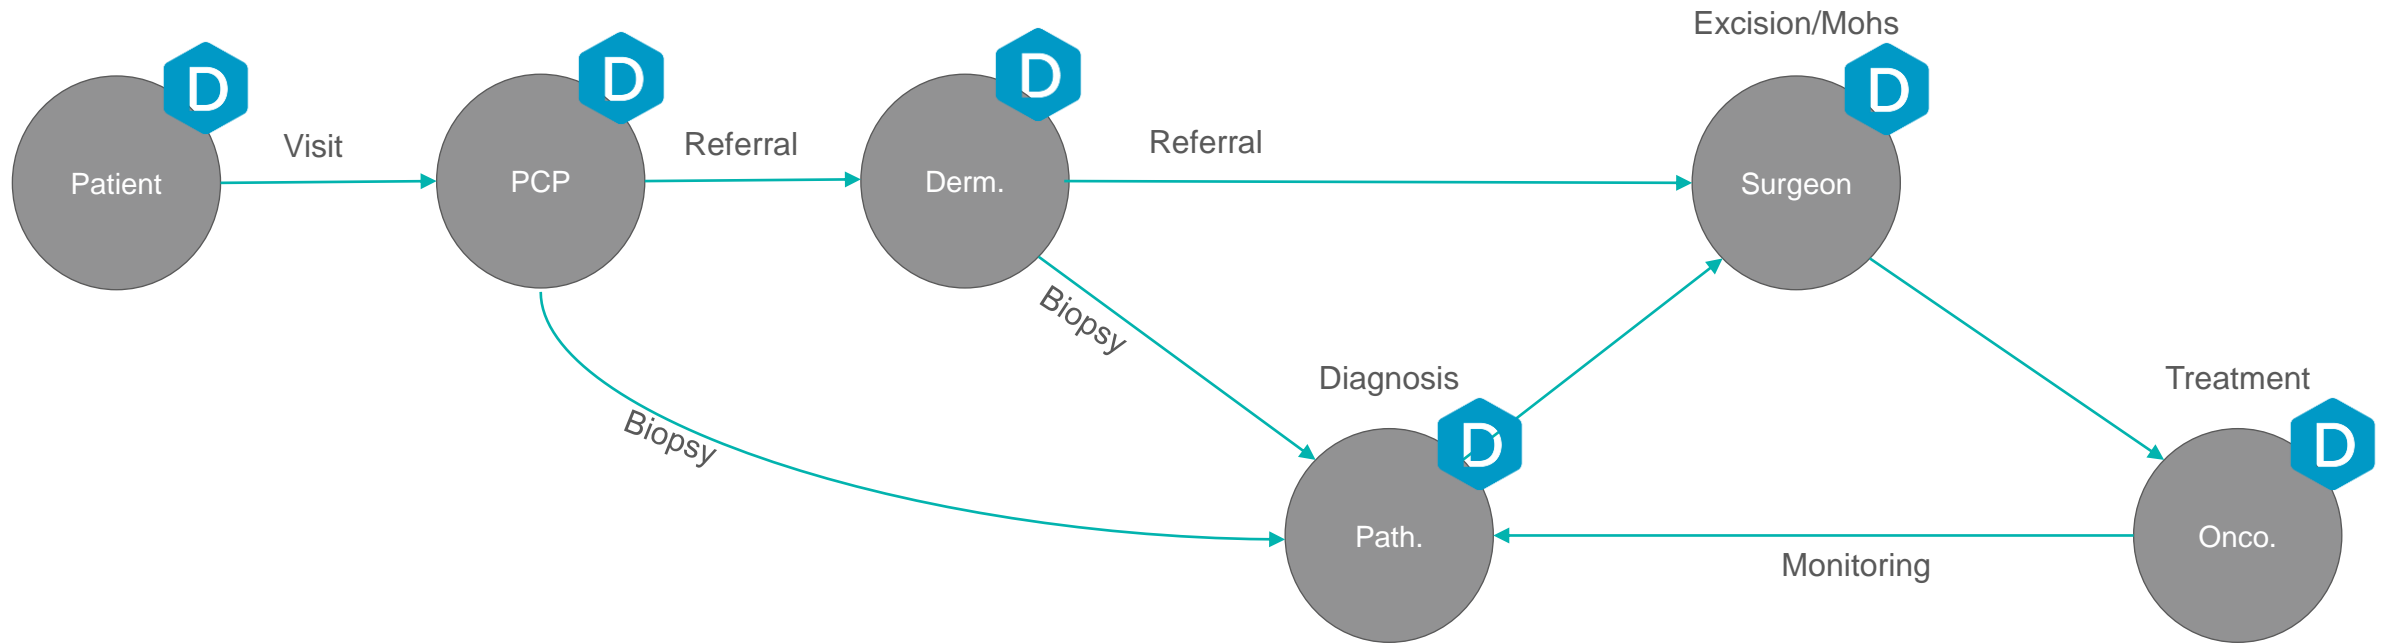 Excision/Mohs
D
D
D
D
Visit
Referral
Referral
Patient
PCP
Derm.
Surgeon
Biopsy
Biopsy
Diagnosis
Treatment
D
D
Path.
Onco.
Monitoring